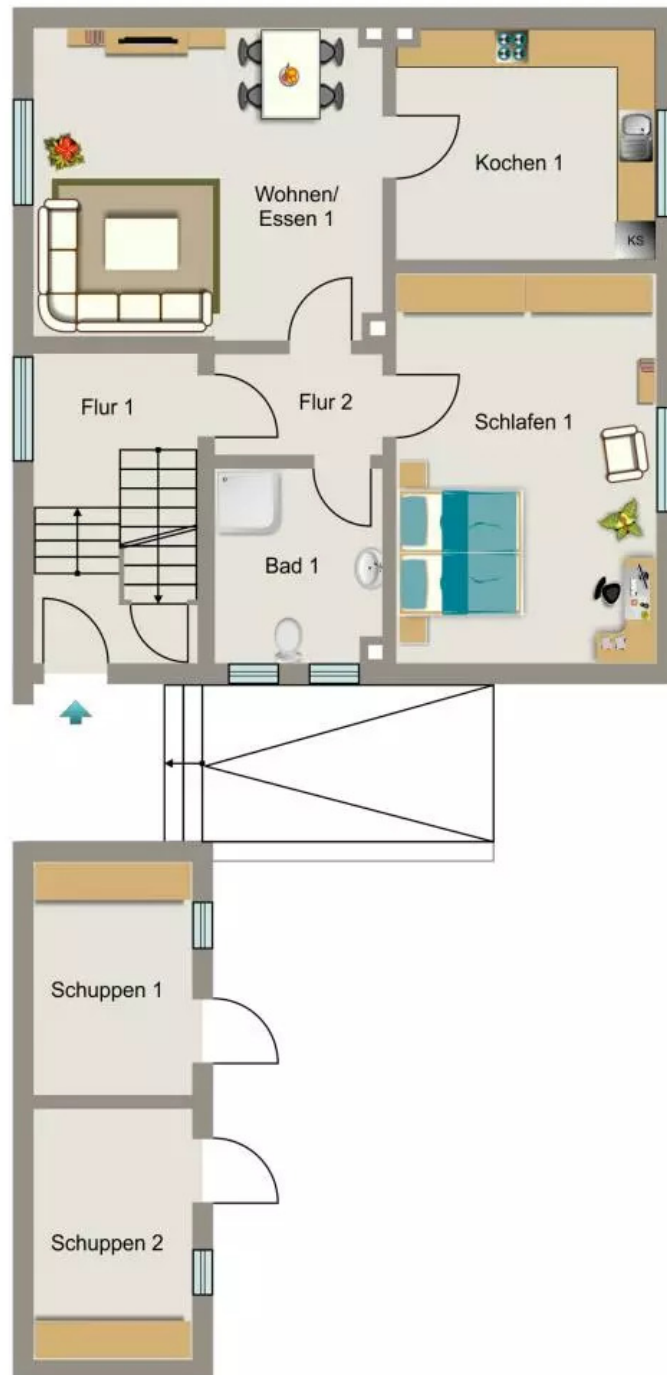 Wohnen/
Essen 1
Kochen 1
KS
Flur 1
Flur 2
Schlafen 1
Bad 1
Schuppen 1
Schuppen 2